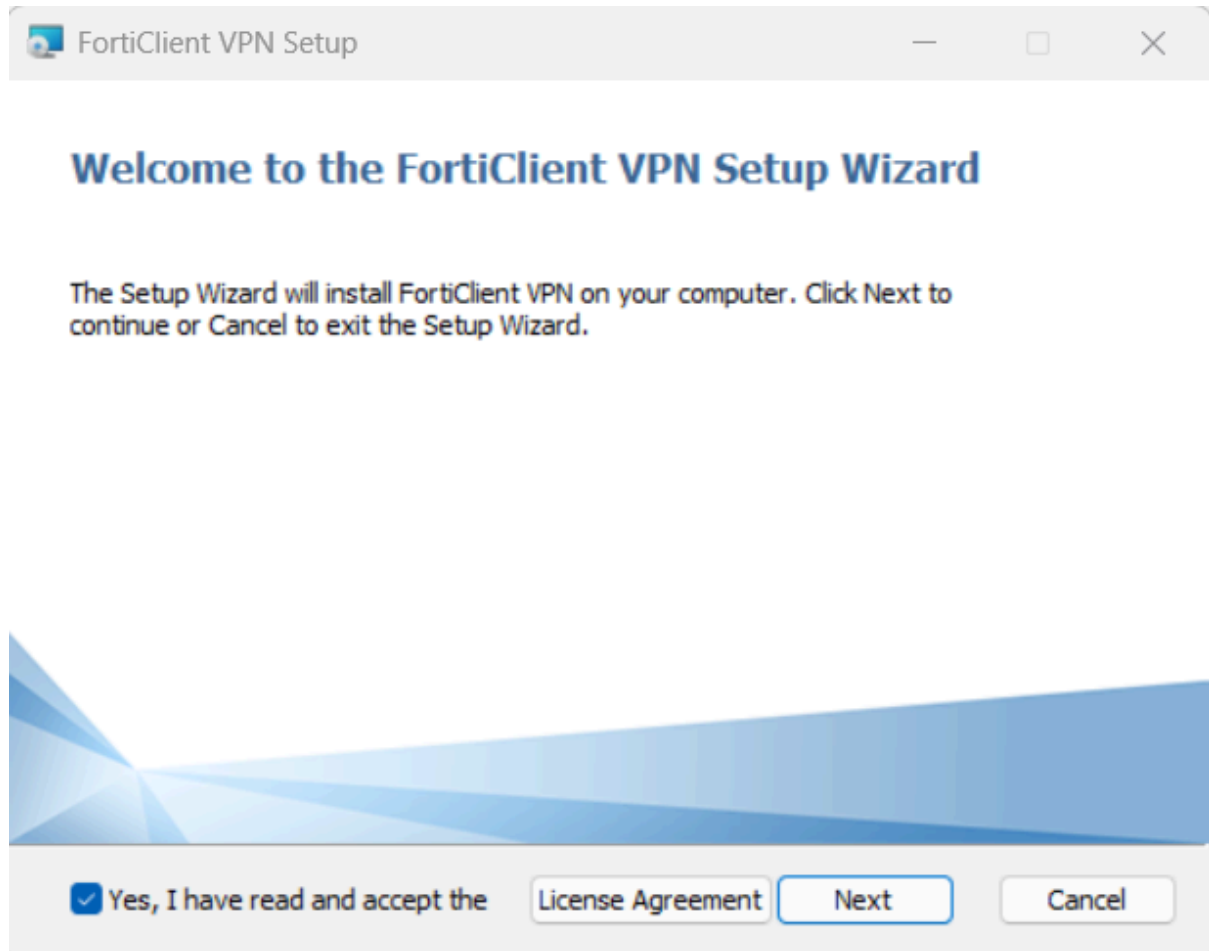 FortiClient VPN Setup
Welcome to the FortiClient VPN Setup Wizard
The Setup Wizard will install FortiClient VPN on your computer. Click Next to
continue or Cancel to exit the Setup Wizard.
Yes, I have read and accept the License Agreement Next Cancel